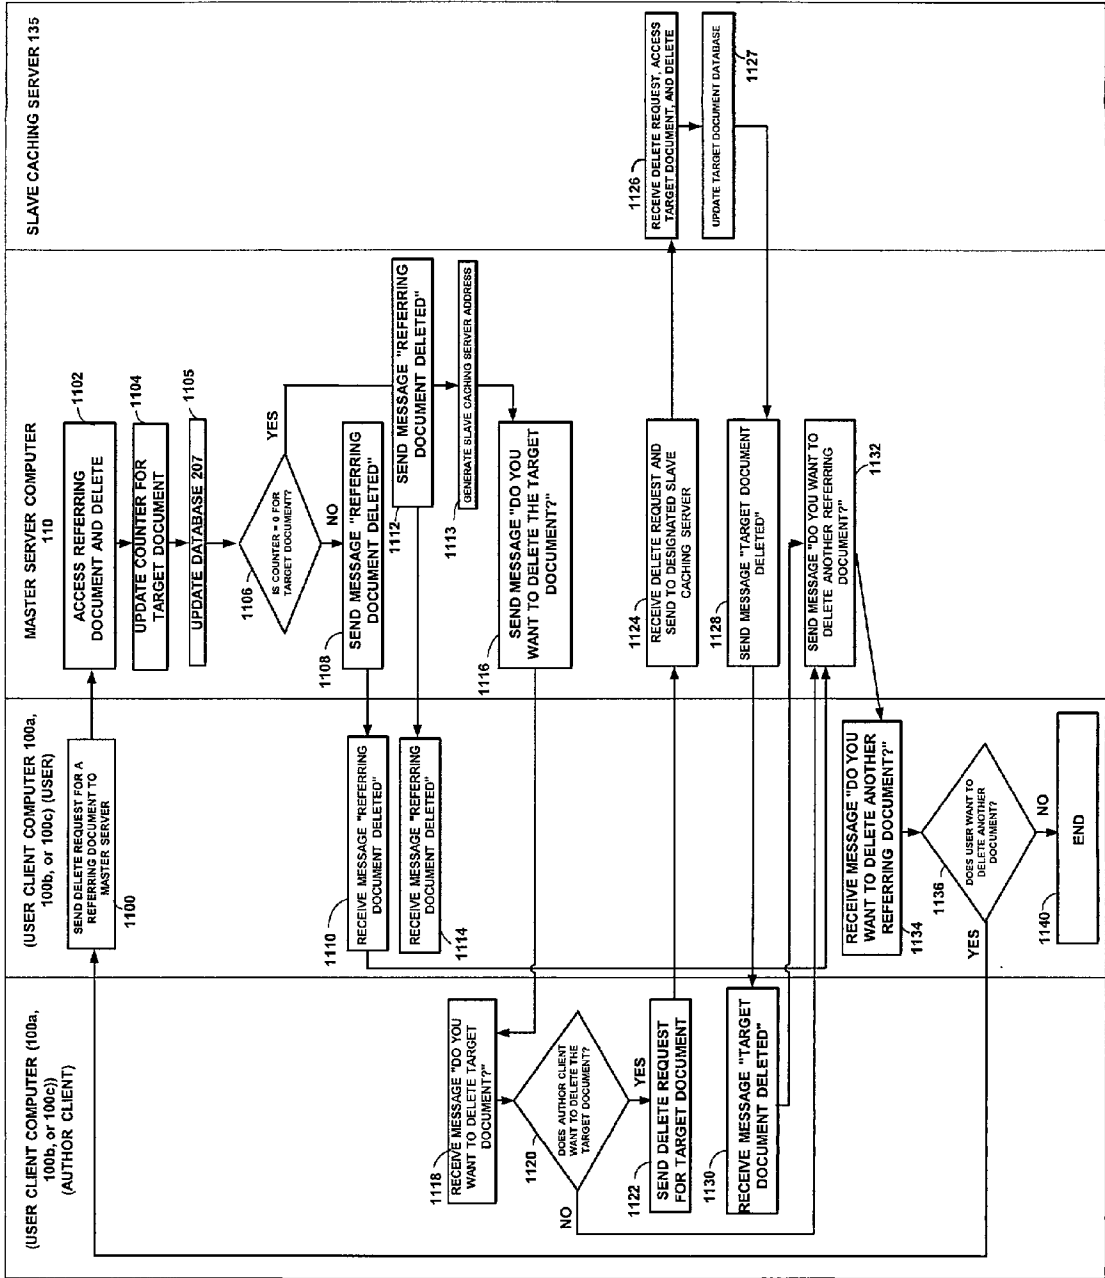 (USER CLIENT COMPUTER (100a,
100b, or 100c))
(AUTHOR CLIENT)
(USER CLIENT COMPUTER 100a,
100b, or 100c) (USER)
MASTER SERVER COMPUTER
110
SLAVE CACHING SERVER 135
SEND DELETE REQUEST FOR A
REFERRING DOCUMENT TO
MASTER SERVER
1100
1102
ACCESS REFERRING
DOCUMENT AND DELETE
1104
UPDATE COUNTER FOR
TARGET DOCUMENT
1105
UPDATE DATABASE 207
1106
IS COUNTER = 0 FOR
TARGET DOCUMENT?
YES
NO
1108
SEND MESSAGE "REFERRING
DOCUMENT DELETED"
1110
RECEIVE MESSAGE "REFERRING
DOCUMENT DELETED"
1112
SEND MESSAGE "REFERRING
DOCUMENT DELETED"
1113
GENERATE SLAVE CACHING SERVER ADDRESS
RECEIVE MESSAGE "REFERRING
DOCUMENT DELETED"
1114
1116
SEND MESSAGE "DO YOU
WANT TO DELETE THE TARGET
DOCUMENT?"
1118
RECEIVE MESSAGE "DO YOU
WANT TO DELETE TARGET
DOCUMENT?"
1120
DOES AUTHOR CLIENT
WANT TO DELETE THE
TARGET DOCUMENT?
NO
YES
1122
SEND DELETE REQUEST
FOR TARGET DOCUMENT
1124
RECEIVE DELETE REQUEST AND
SEND TO DESIGNATED SLAVE
CACHING SERVER
1126
RECEIVE DELETE REQUEST, ACCESS
TARGET DOCUMENT, AND DELETE
UPDATE TARGET DOCUMENT DATABASE
1127
1128
SEND MESSAGE "TARGET DOCUMENT
DELETED"
1130
RECEIVE MESSAGE "TARGET
DOCUMENT DELETED"
SEND MESSAGE "DO YOU WANT TO
DELETE ANOTHER REFERRING
DOCUMENT?"
1132
RECEIVE MESSAGE "DO YOU
WANT TO DELETE ANOTHER
REFERRING DOCUMENT?"
1134
1136
DOES USER WANT TO
DELETE ANOTHER
DOCUMENT?
YES
NO
1140
END